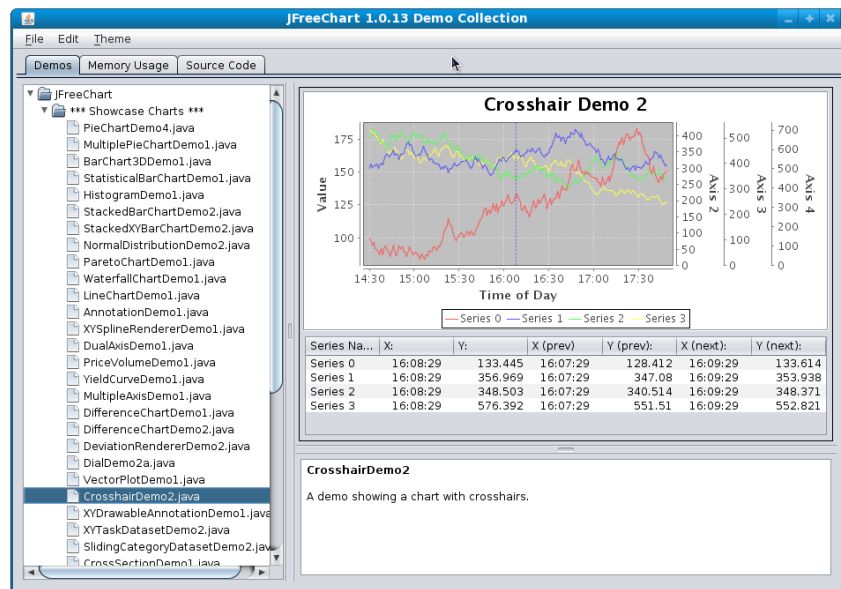 JFreeChart 1.0.13 Demo Collection
File Edit Theme
Demos Memory Usage Source Code
JFreeChart
*** Showcase Charts ***
PieChartDemo4.java
MultiplePieChartDemo1.java
BarChart3DDemo1.java
StatisticalBarChartDemo1.java
HistogramDemo1.java
StackedBarChartDemo2.java
StackedXYBarChartDemo2.java
NormalDistributionDemo2.java
ParetoChartDemo1.java
WaterfallChartDemo1.java
LineChartDemo1.java
AnnotationDemo1.java
XYSplineRendererDemo1.java
DualAxisDemo1.java
PriceVolumeDemo1.java
YieldCurveDemo1.java
MultipleAxisDemo1.java
DifferenceChartDemo1.java
DifferenceChartDemo2.java
DeviationRendererDemo2.java
DialDemo2a.java
VectorPlotDemo1.java
CrosshairDemo2.java
XYDrawableAnnotationDemo1.java
XYTaskDatasetDemo2.java
SlidingCategoryDatasetDemo2.jav
CrossSectionDemo1.java
Crosshair Demo 2
Value
175
150
125
100
14:30 15:00 15:30 16:00 16:30 17:00 17:30
Time of Day
400
350
300
250
200
150
100
50
0
Axis 2
500
400
300
200
100
0
Axis 3
700
600
500
400
300
200
100
0
Axis 4
Series 0 Series 1 Series 2 Series 3
Series Na... X: Y: X (prev) Y (prev): X (next): Y (next):
Series 0 16:08:29 133.445 16:07:29 128.412 16:09:29 133.614
Series 1 16:08:29 356.969 16:07:29 347.08 16:09:29 353.938
Series 2 16:08:29 348.503 16:07:29 340.514 16:09:29 348.371
Series 3 16:08:29 576.392 16:07:29 551.51 16:09:29 552.821
CrosshairDemo2
A demo showing a chart with crosshairs.